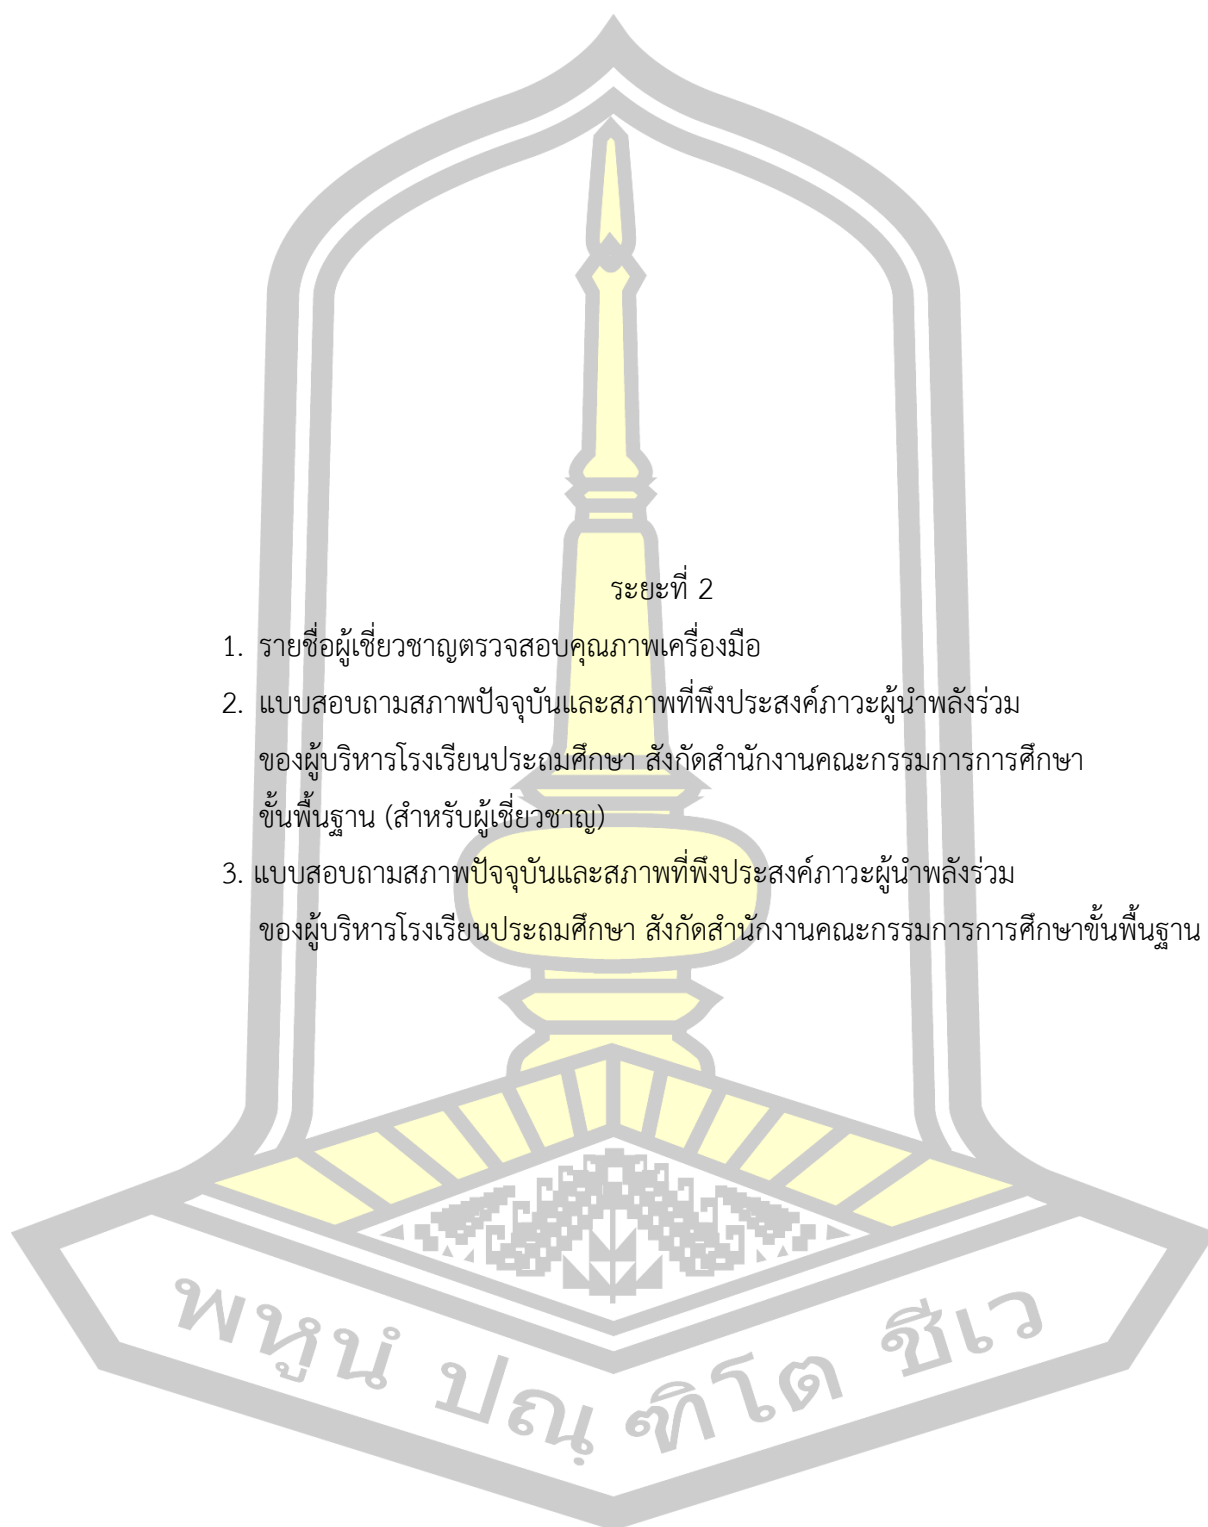 ระยะที่ 2
1. รายชื่อผู้เชี่ยวชาญตรวจสอบคุณภาพเครื่องมือ
2. แบบสอบถามสภาพปัจจุบันและสภาพที่พึงประสงค์ภาวะผู้นำพลังร่วม
ของผู้บริหารโรงเรียนประถมศึกษา สังกัดสำนักงานคณะกรรมการการศึกษา
ขั้นพื้นฐาน (สำหรับผู้เชี่ยวชาญ)
3. แบบสอบถามสภาพปัจจุบันและสภาพที่พึงประสงค์ภาวะผู้นำพลังร่วม
ของผู้บริหารโรงเรียนประถมศึกษา สังกัดสำนักงานคณะกรรมการการศึกษาขั้นพื้นฐาน
พหูนํ ปณฺฑิโต ชีเว